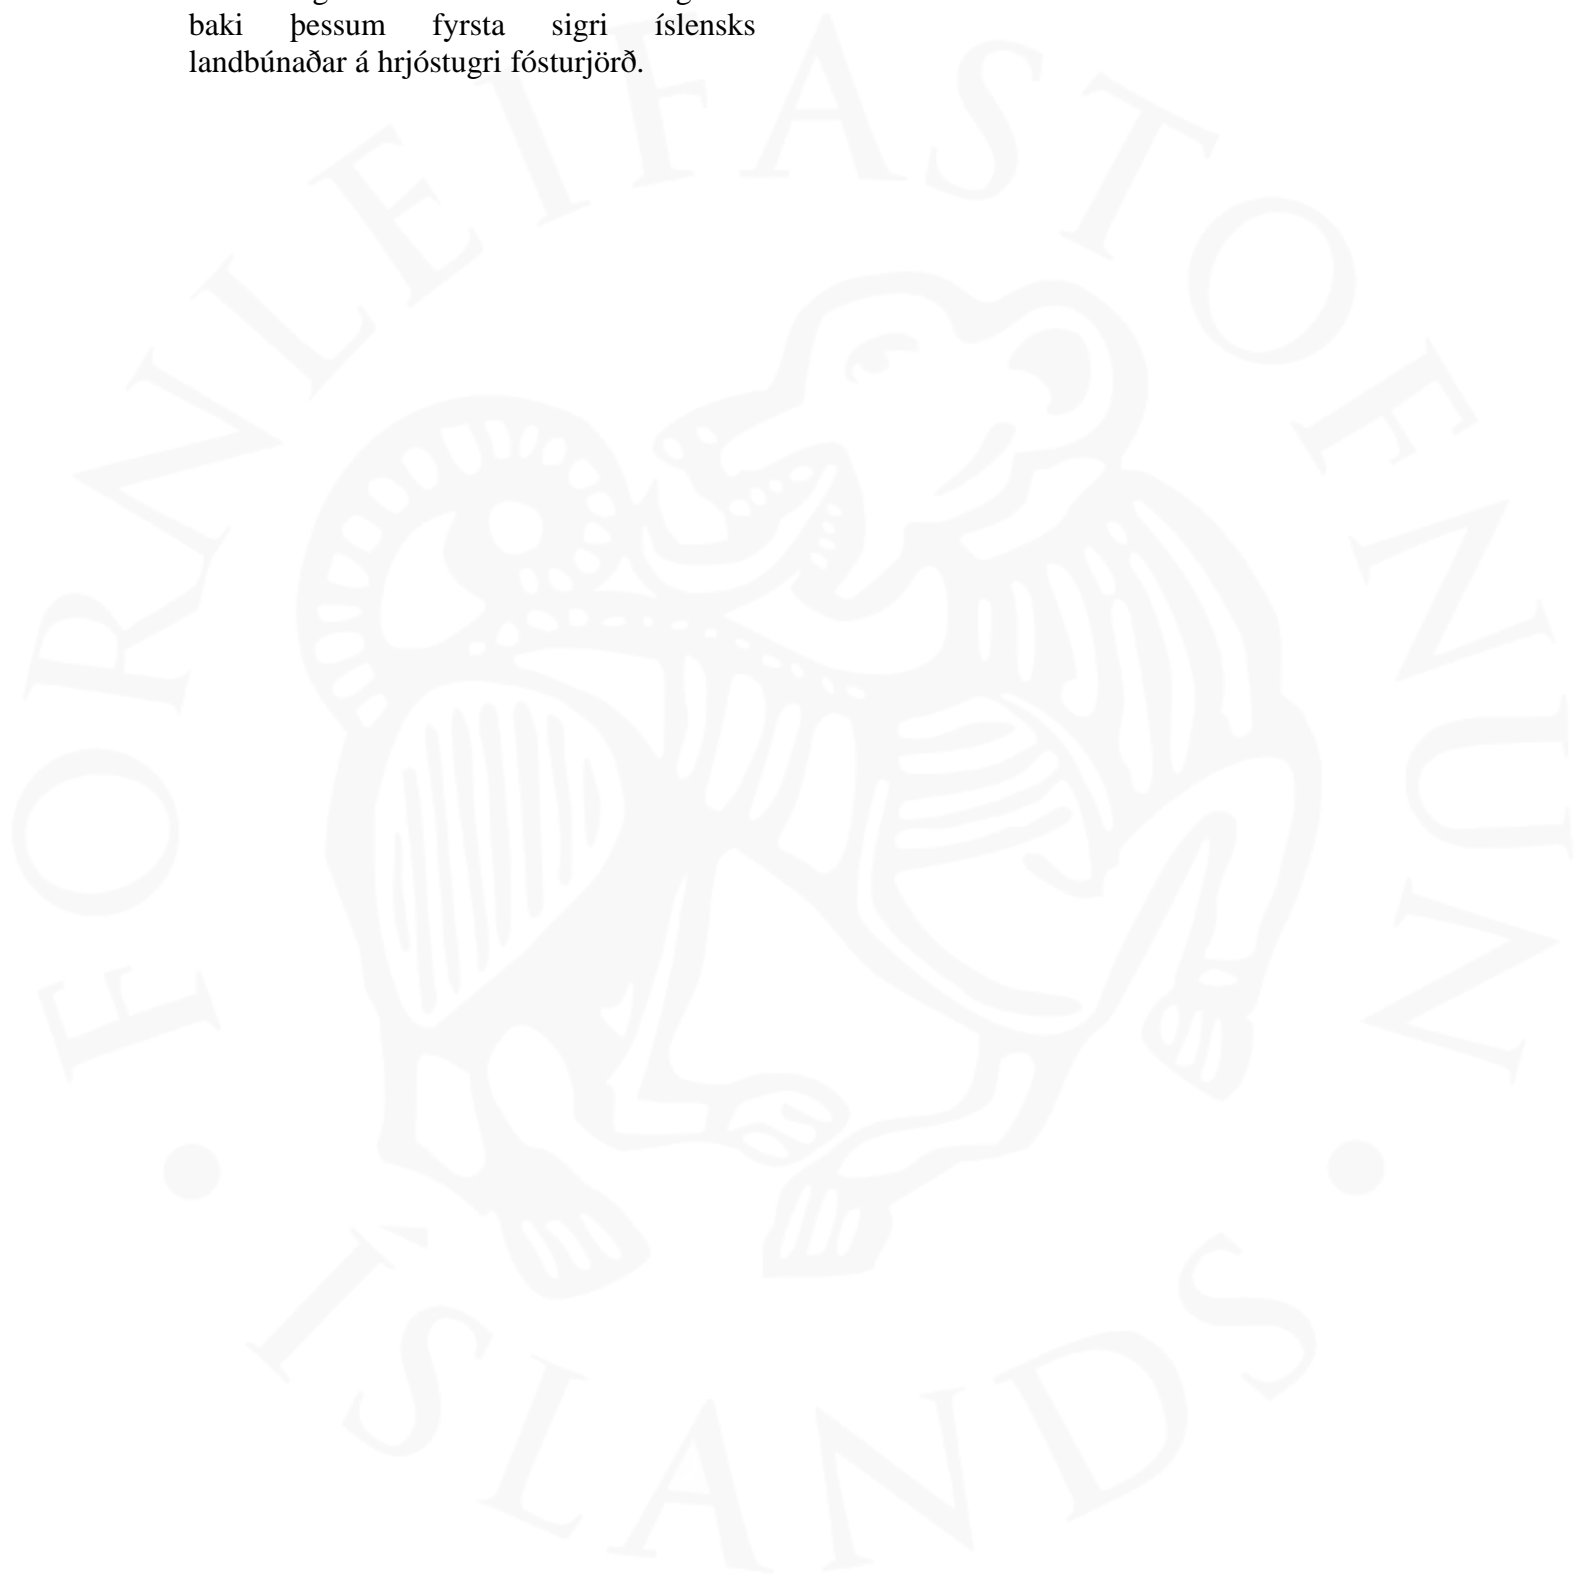 baki þessum fyrsta sigri íslensks
landbúnaðar á hrjóstugri fósturjörð.
FORNLEIFASTOFNUN
ÍSLANDS